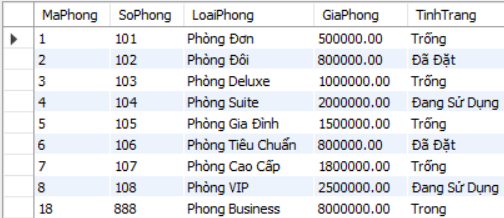 MaPhong SoPhong LoaiPhong GiaPhong TinhTrang
1 101 Phòng Đơn 500000.00 Trống
2 102 Phòng Đôi 800000.00 Đã Đặt
3 103 Phòng Deluxe 1000000.00 Trống
4 104 Phòng Suite 2000000.00 Đang Sử Dụng
5 105 Phòng Gia Đình 1500000.00 Trống
6 106 Phòng Tiêu Chuẩn 800000.00 Đã Đặt
7 107 Phòng Cao Cấp 1800000.00 Trống
8 108 Phòng VIP 2500000.00 Đang Sử Dụng
18 888 Phong Business 8000000.00 Trong